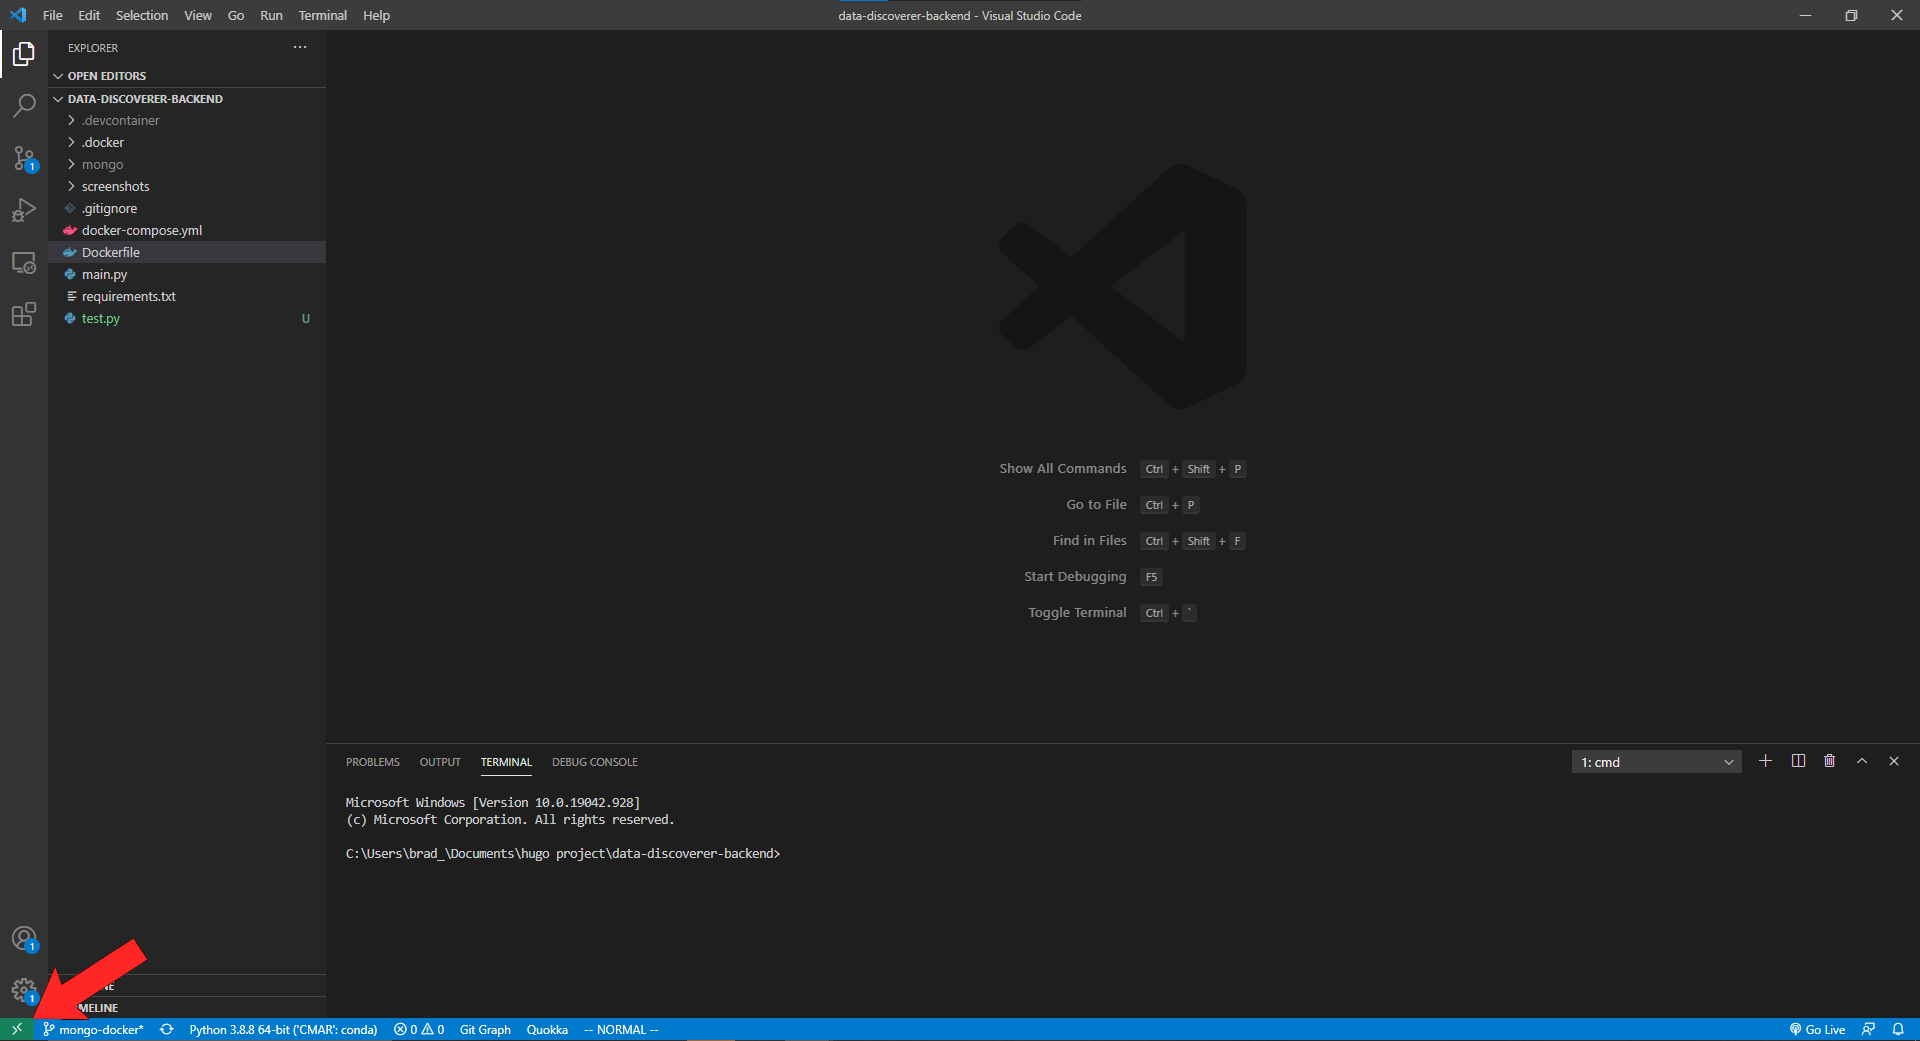 File Edit Selection View Go Run Terminal Help
data-discoverer-backend - Visual Studio Code
EXPLORER
OPEN EDITORS
DATA-DISCOVERER-BACKEND
.devcontainer
.docker
mongo
screenshots
.gitignore
docker-compose.yml
Dockerfile
main.py
requirements.txt
test.py U
1
1
1
NE
MELINE
Show All Commands Ctrl + Shift + P
Go to File Ctrl + P
Find in Files Ctrl + Shift + F
Start Debugging F5
Toggle Terminal Ctrl + `
PROBLEMS OUTPUT TERMINAL DEBUG CONSOLE
1: cmd
Microsoft Windows [Version 10.0.19042.928]
(c) Microsoft Corporation. All rights reserved.
C:\Users\brad_\Documents\hugo project\data-discoverer-backend>
mongo-docker* Python 3.8.8 64-bit ('CMAR': conda) 0 0 Git Graph Quokka -- NORMAL -- Go Live